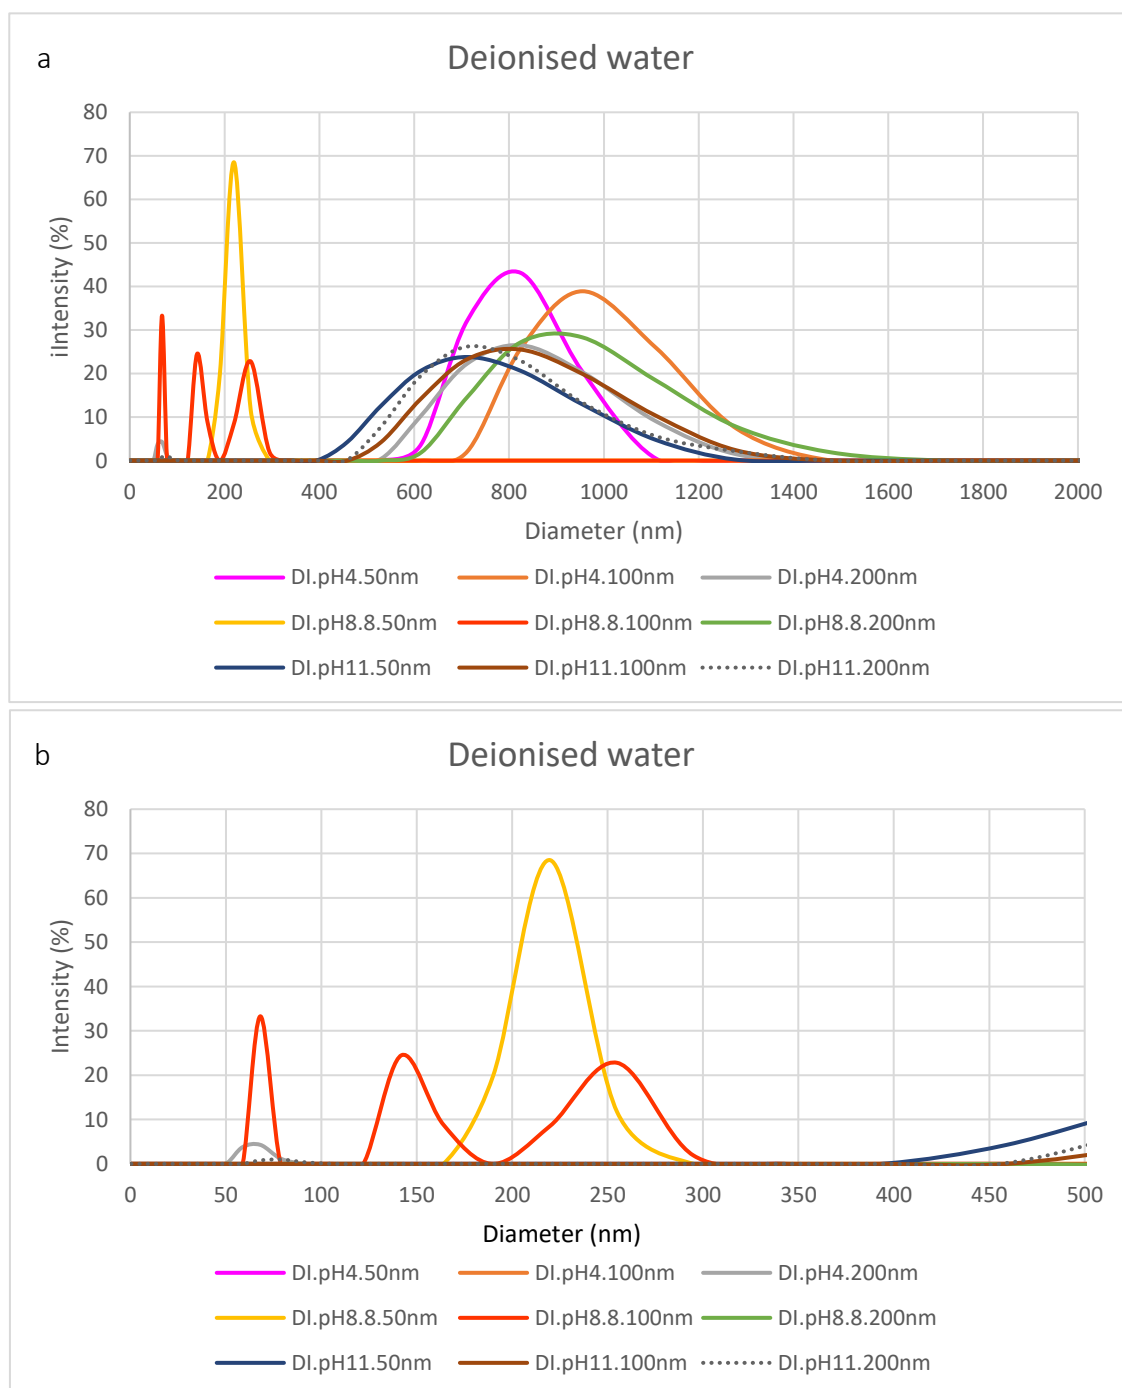 a
Deionised water
80
70
60
50
40
30
20
10
0
iIntensity (%)
0 200 400 600 800 1000 1200 1400 1600 1800 2000
Diameter (nm)
DI.pH4.50nm DI.pH4.100nm DI.pH4.200nm
DI.pH8.8.50nm DI.pH8.8.100nm DI.pH8.8.200nm
DI.pH11.50nm DI.pH11.100nm DI.pH11.200nm
b
Deionised water
80
70
60
50
40
30
20
10
0
Intensity (%)
0 50 100 150 200 250 300 350 400 450 500
Diameter (nm)
DI.pH4.50nm DI.pH4.100nm DI.pH4.200nm
DI.pH8.8.50nm DI.pH8.8.100nm DI.pH8.8.200nm
DI.pH11.50nm DI.pH11.100nm DI.pH11.200nm